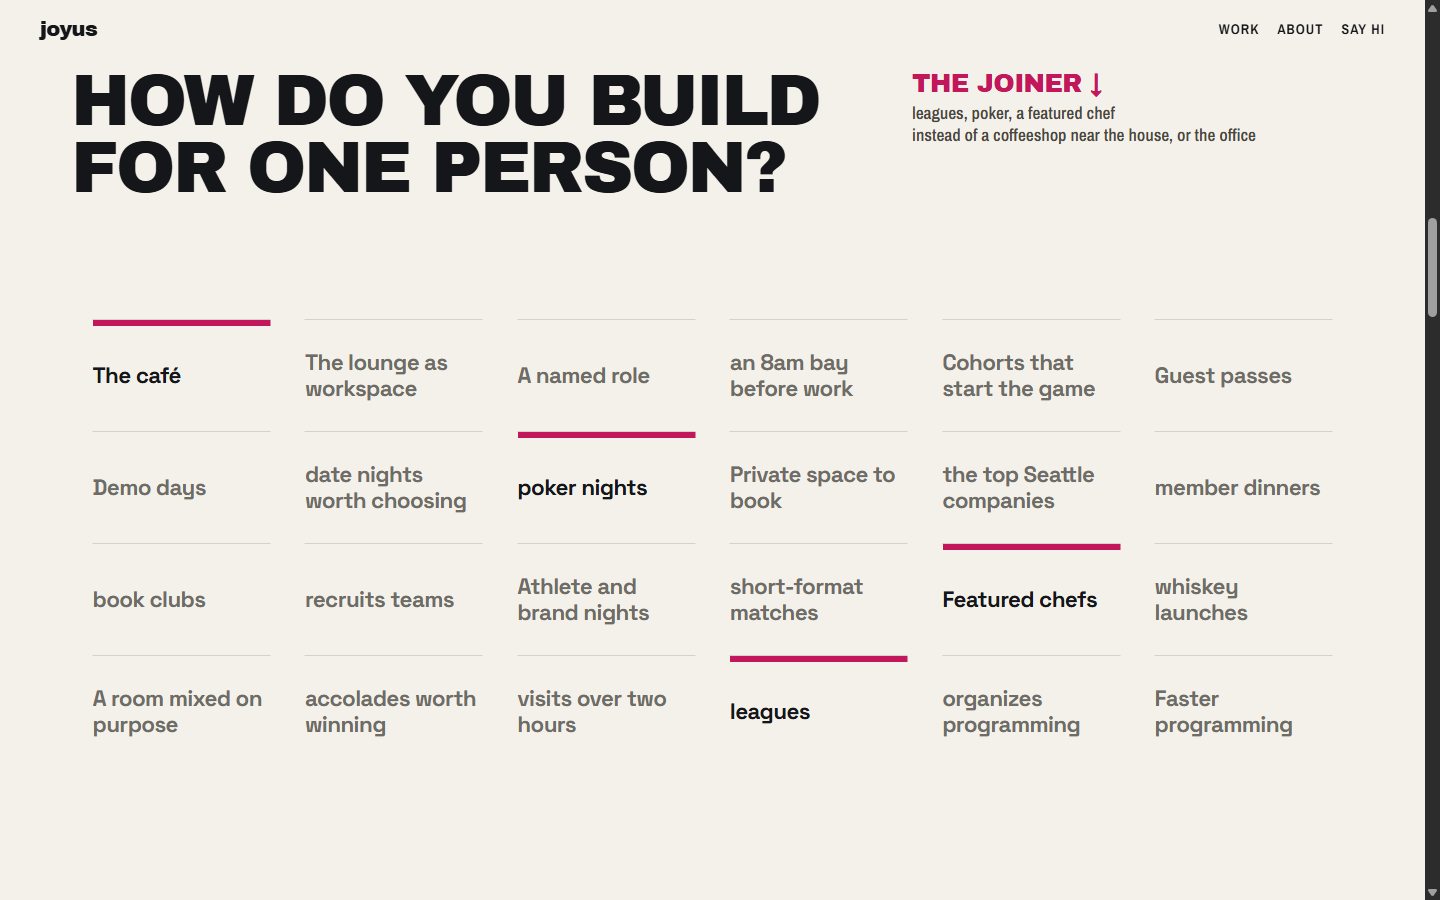 joyus
WORK ABOUT SAY HI
HOW DO YOU BUILD
FOR ONE PERSON?
THE JOINER ↓
leagues, poker, a featured chef
instead of a coffeeshop near the house, or the office
The café
The lounge as
workspace
A named role
an 8am bay
before work
Cohorts that
start the game
Guest passes
Demo days
date nights
worth choosing
poker nights
Private space to
book
the top Seattle
companies
member dinners
book clubs
recruits teams
Athlete and
brand nights
short-format
matches
Featured chefs
whiskey
launches
A room mixed on
purpose
accolades worth
winning
visits over two
hours
leagues
organizes
programming
Faster
programming